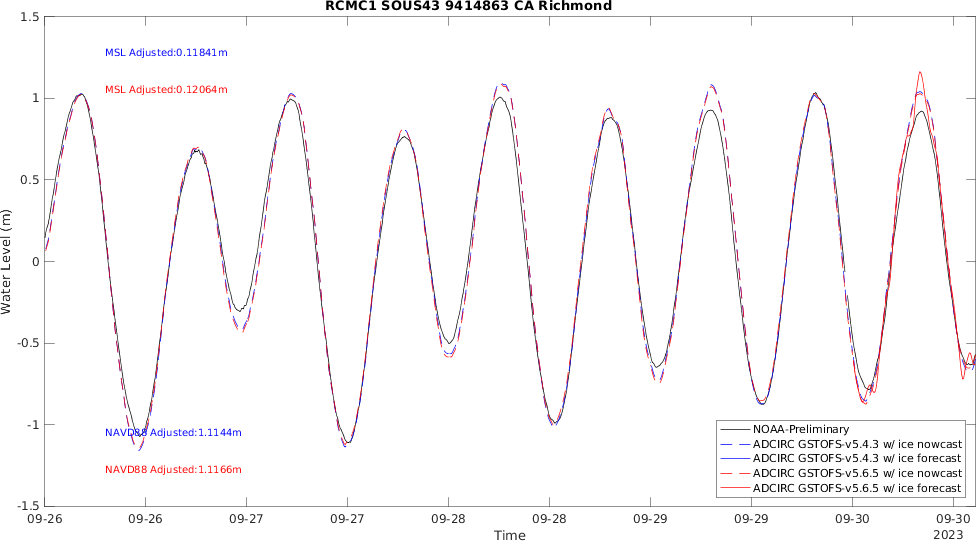 RCMC1 SOUS43 9414863 CA Richmond
1.5
1
0.5
0
-0.5
-1
-1.5
Water Level (m)
MSL Adjusted:0.11841m
MSL Adjusted:0.12064m
NAVD88 Adjusted:1.1144m
NAVD88 Adjusted:1.1166m
NOAA-Preliminary
ADCIRC GSTOFS-v5.4.3 w/ ice nowcast
ADCIRC GSTOFS-v5.4.3 w/ ice forecast
ADCIRC GSTOFS-v5.6.5 w/ ice nowcast
ADCIRC GSTOFS-v5.6.5 w/ ice forecast
09-26 09-26 09-27 09-27 09-28 09-28 09-29 09-29 09-30 09-30
Time
2023